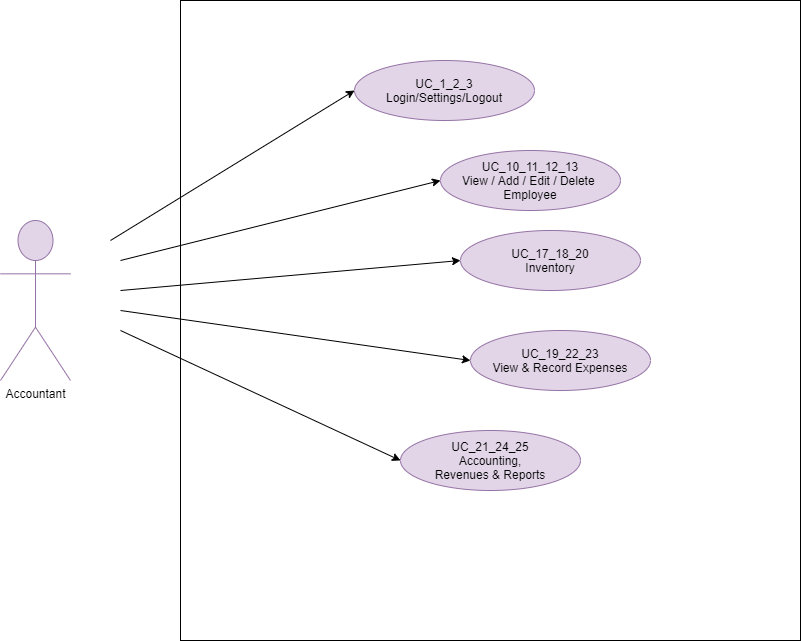 UC_1_2_3
Login/Settings/Logout
UC_10_11_12_13
View / Add / Edit / Delete
Employee
UC_17_18_20
Inventory
UC_19_22_23
View & Record Expenses
Accountant
UC_21_24_25
Accounting,
Revenues & Reports